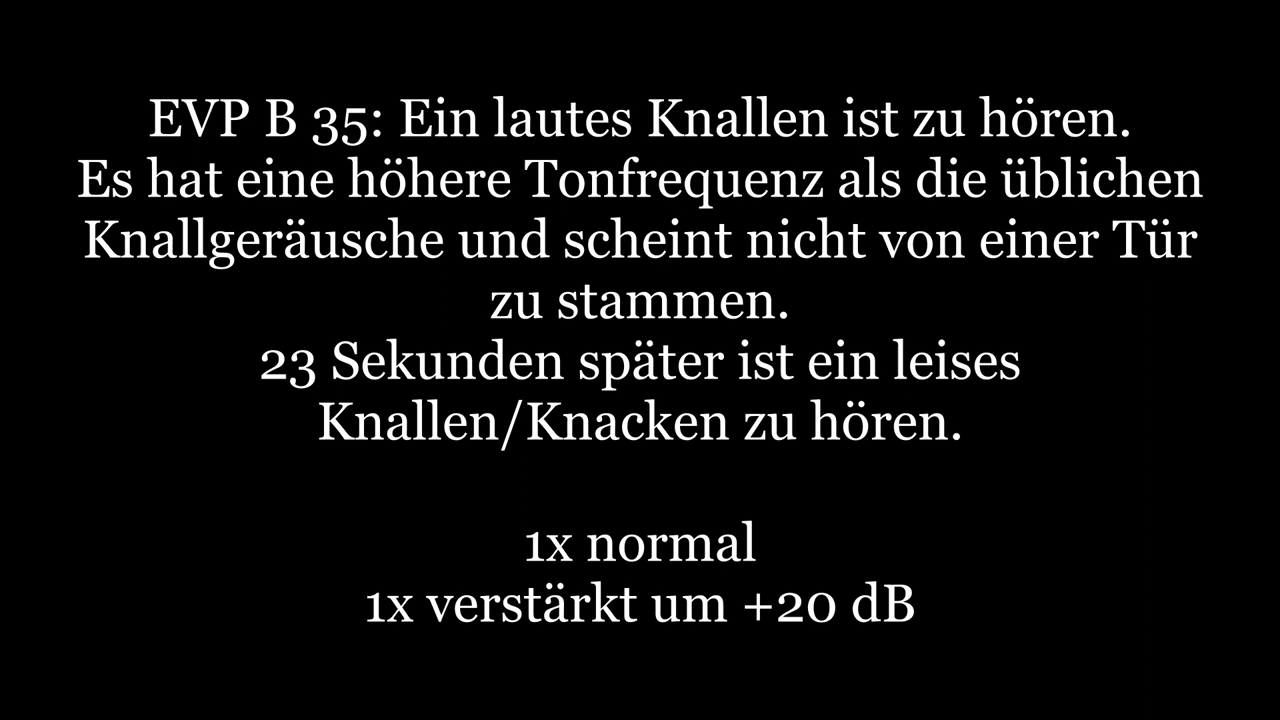 EVP B 35: Ein lautes Knallen ist zu hören.
Es hat eine höhere Tonfrequenz als die üblichen
Knallgeräusche und scheint nicht von einer Tür
zu stammen.
23 Sekunden später ist ein leises
Knallen/Knacken zu hören.
1x normal
1x verstärkt um +20 dB